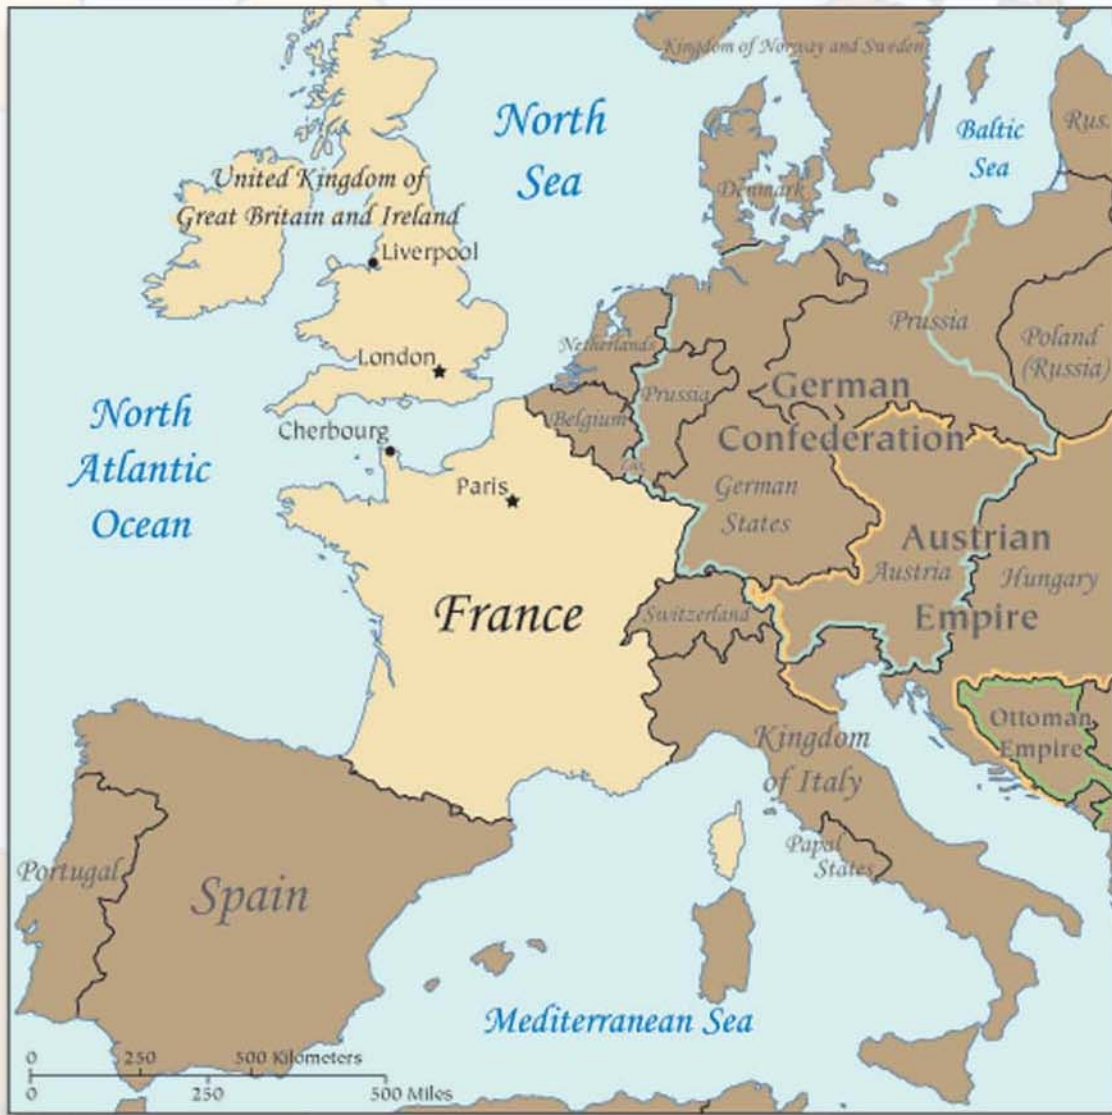 Kingdom of Norway and Sweden
North
Sea
Baltic
Sea
Rus.
United Kingdom of
Great Britain and Ireland
Denmark
Liverpool
Netherlands
Prussia
Poland
(Russia)
London
Prussia
German
Belgium
Confederation
North
Atlantic
Ocean
Cherbourg
Lux.
Paris
German
States
Austrian
Austria
Hungary
Empire
France
Switzerland
Ottoman
Empire
Kingdom
of Italy
Papal
States
Portugal
Spain
Mediterranean Sea
0 250 500 Kilometers
0 250 500 Miles